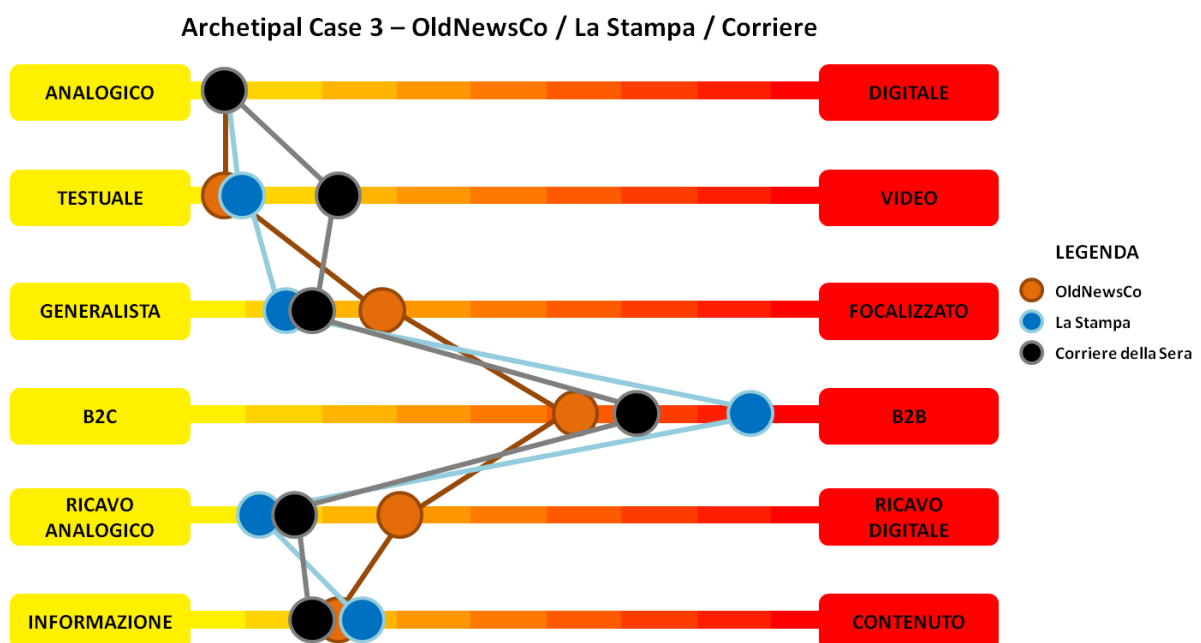 Archetipal Case 3 – OldNewsCo / La Stampa / Corriere
ANALOGICO
DIGITALE
TESTUALE
VIDEO
LEGENDA
OldNewsCo
GENERALISTA
FOCALIZZATO
La Stampa
Corriere della Sera
B2C
B2B
RICAVO
ANALOGICO
RICAVO
DIGITALE
INFORMAZIONE
CONTENUTO